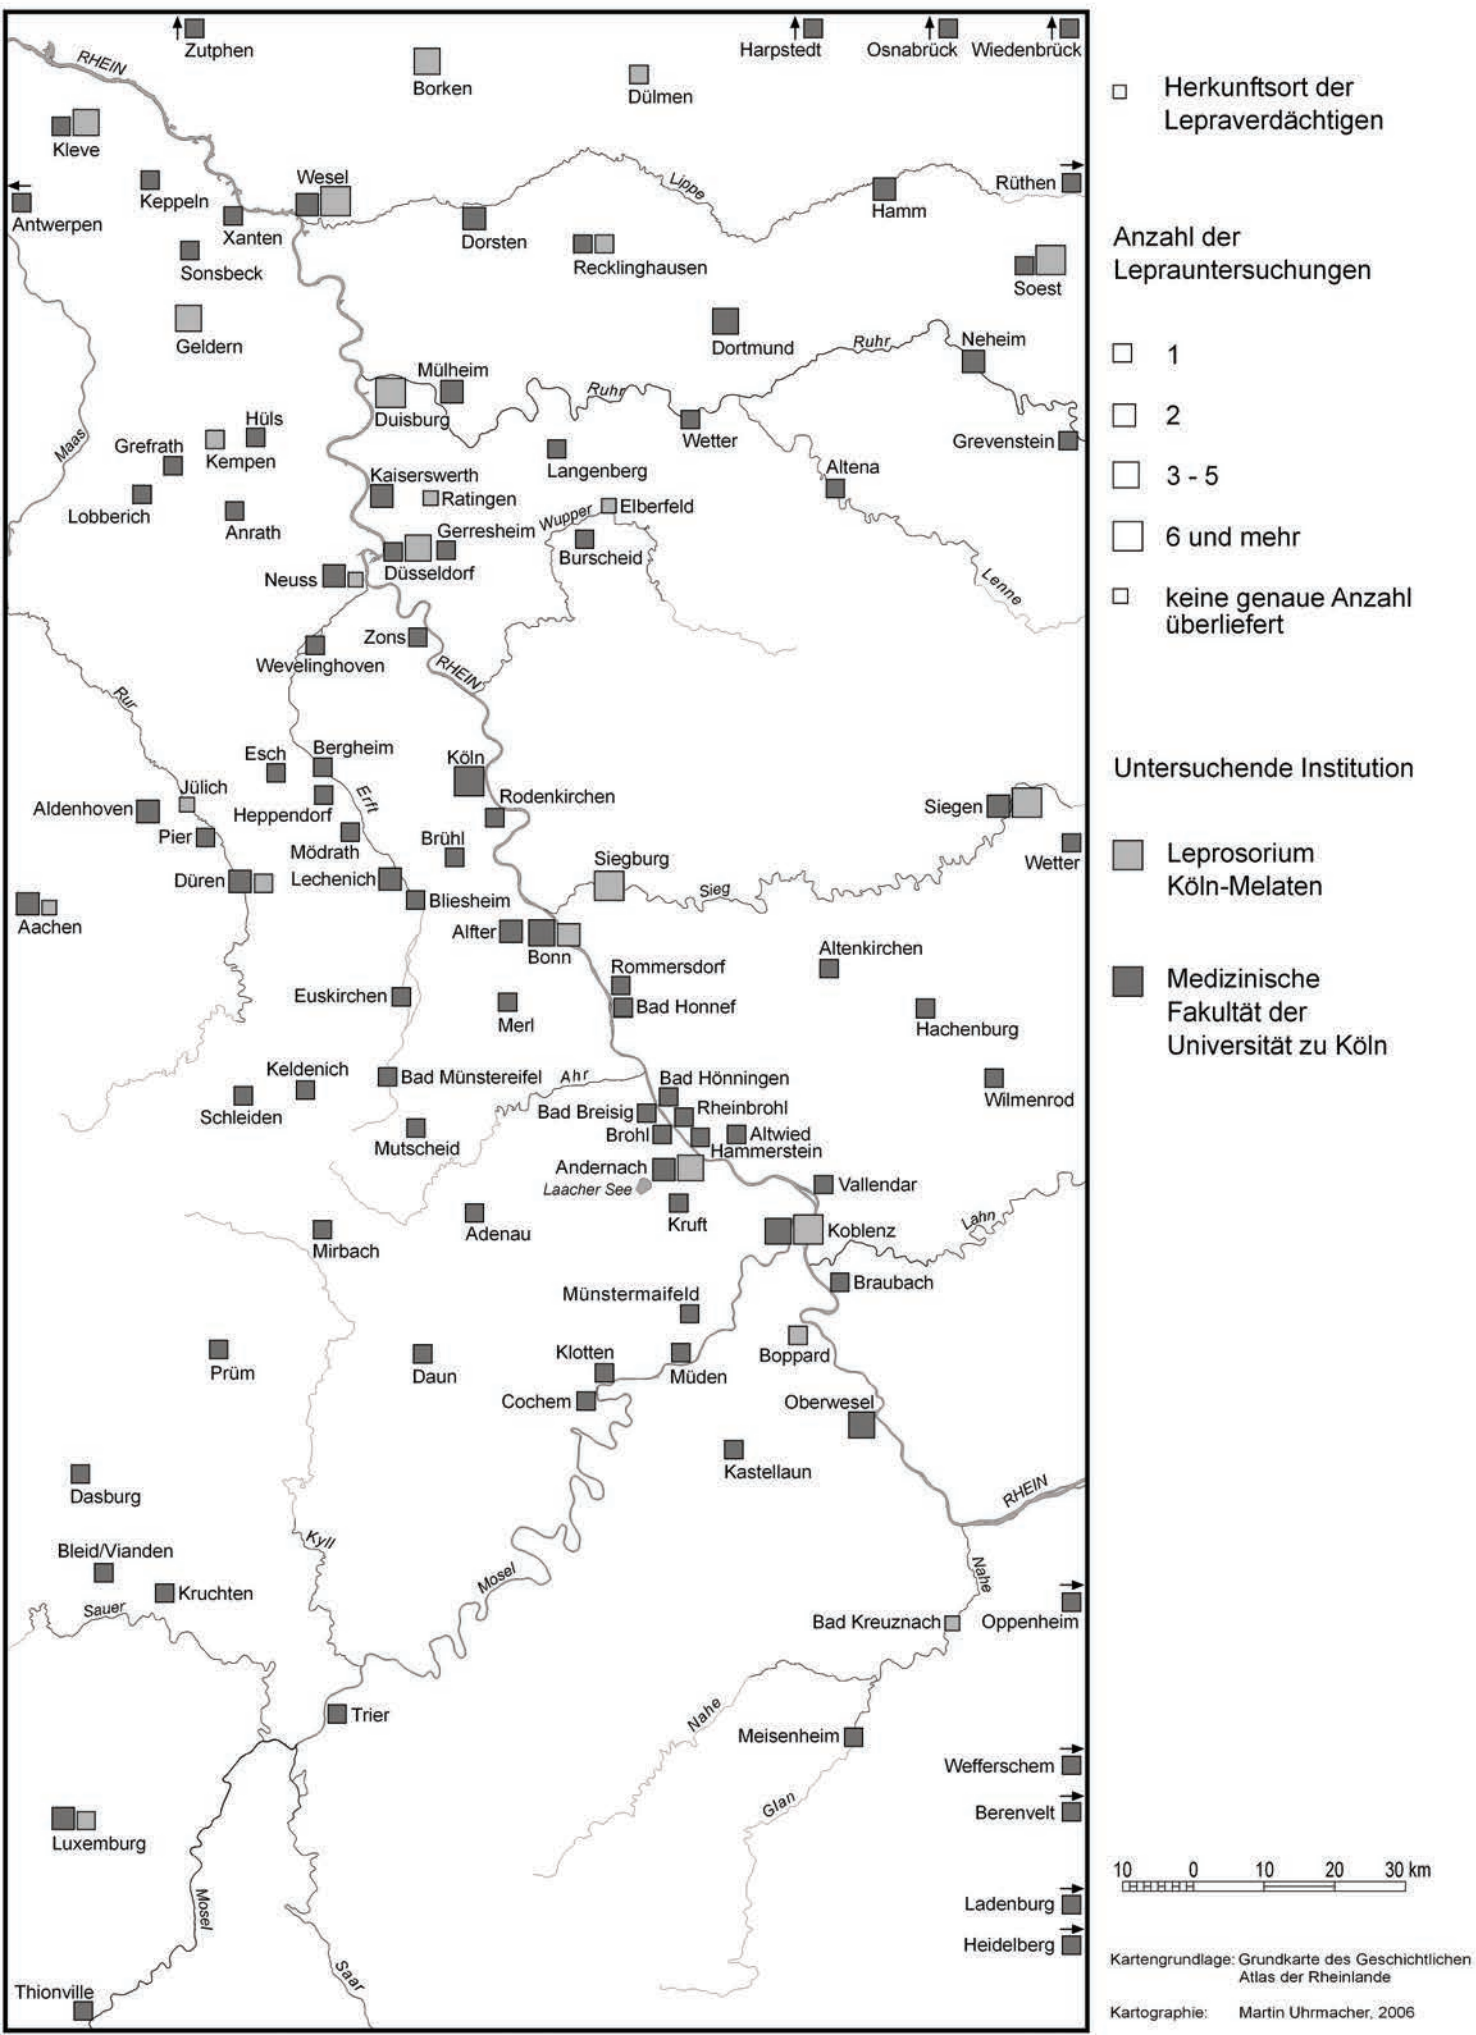 Zutphen
Harpstedt
Osnabrück
Wiedenbrück
RHEIN
Borken
Dülmen
Kleve
Keppeln
Wesel
Lippe
Rüthen
Antwerpen
Xanten
Hamm
Dorsten
Sonsbeck
Recklinghausen
Soest
Geldern
Dortmund
Ruhr
Neheim
Mülheim
Duisburg
Ruhr
Hüls
Wetter
Grevenstein
Maas
Grefrath
Kempen
Langenberg
Altena
Kaiserswerth
Ratingen
Lobberich
Anrath
Wupper
Elberfeld
Gerresheim
Burscheid
Düsseldorf
Neuss
Lenne
Zons
Wevelinghoven
RHEIN
Rur
Esch
Bergheim
Köln
Jülich
Aldenhoven
Heppendorf
Erft
Rodenkirchen
Siegen
Pier
Mödrath
Brühl
Wetter
Siegburg
Düren
Lechenich
Sieg
Bliesheim
Aachen
Alfter
Bonn
Altenkirchen
Rommersdorf
Euskirchen
Merl
Bad Honnef
Hachenburg
Keldenich
Bad Münstereifel
Ahr
Bad Hönningen
Wilmenrod
Schleiden
Bad Breisig
Rheinbrohl
Mutscheid
Brohl
Altwied
Hammerstein
Andernach
Laacher See
Vallendar
Kruft
Adenau
Mirbach
Koblenz
Lahn
Braubach
Münstermaifeld
Prüm
Daun
Klotten
Müden
Boppard
Cochem
Oberwesel
Kastellaun
Dasburg
RHEIN
Kyll
Bleid/Vianden
Kruchten
Mosel
Nahe
Sauer
Bad Kreuznach
Oppenheim
Trier
Nahe
Meisenheim
Wefferschem
Glan
Berenvelt
Luxemburg
Mosel
Ladenburg
Heidelberg
Saar
Thionville
Herkunftsort der
Lepraverdächtigen
Anzahl der
Leprauntersuchungen
1
2
3 - 5
6 und mehr
keine genaue Anzahl
überliefert
Untersuchende Institution
Leprosorium
Köln-Melaten
Medizinische
Fakultät der
Universität zu Köln
10 0 10 20 30 km
Kartengrundlage: Grundkarte des Geschichtlichen
Atlas der Rheinlande
Kartographie: Martin Uhrmacher, 2006